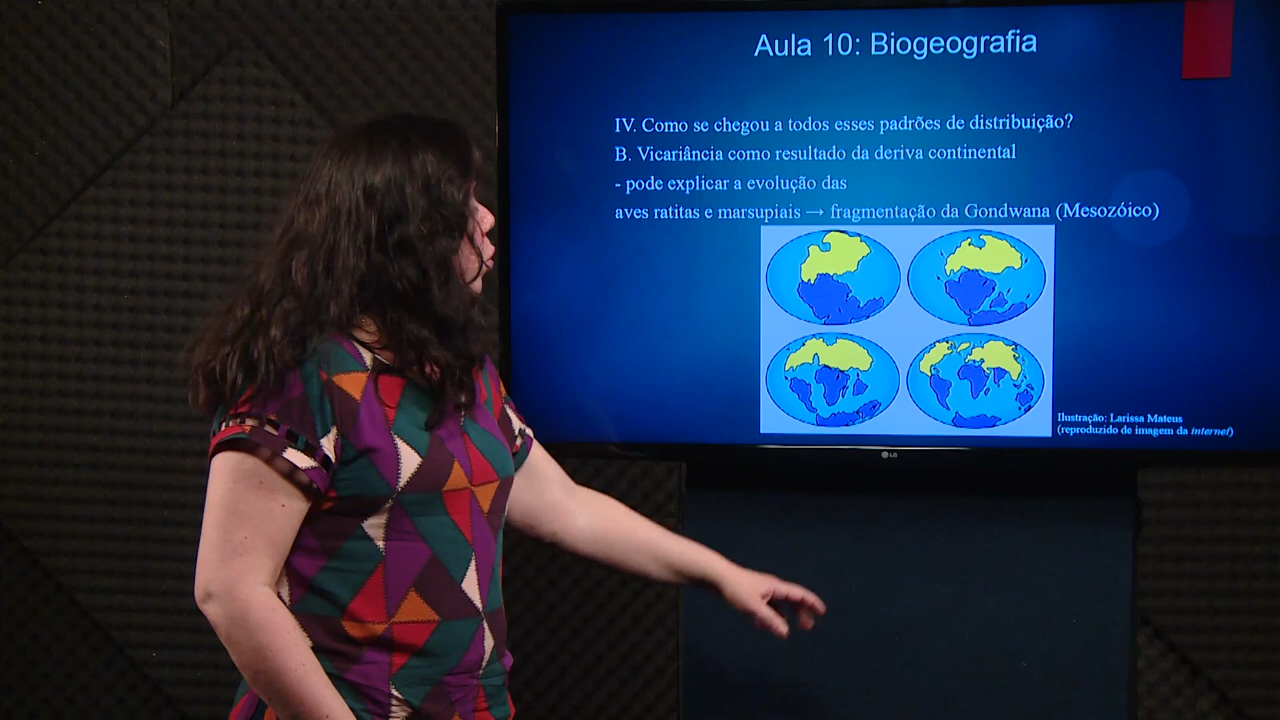 Aula 10: Biogeografia
IV. Como se chegou a todos esses padrões de distribuição?
B. Vicariância como resultado da deriva continental
- pode explicar a evolução das
aves ratitas e marsupiais → fragmentação da Gondwana (Mesozóico)
Ilustração: Larissa Mateus
(reproduzido de imagem da internet)
LG